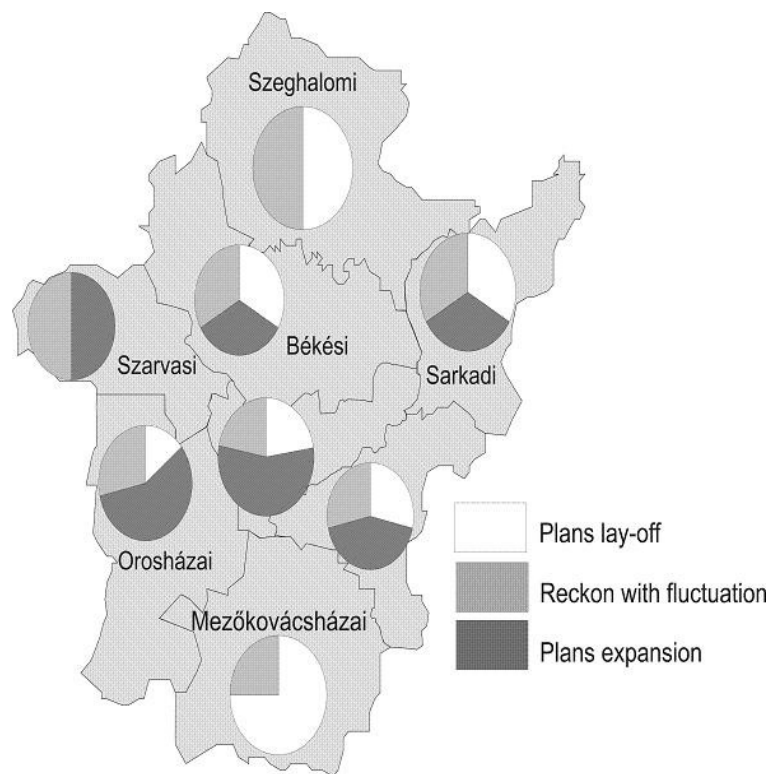 Szeghalomi
Békési
Szarvasi
Sarkadi
Orosházai
Mezőkovácsházai
Plans lay-off
Reckon with fluctuation
Plans expansion